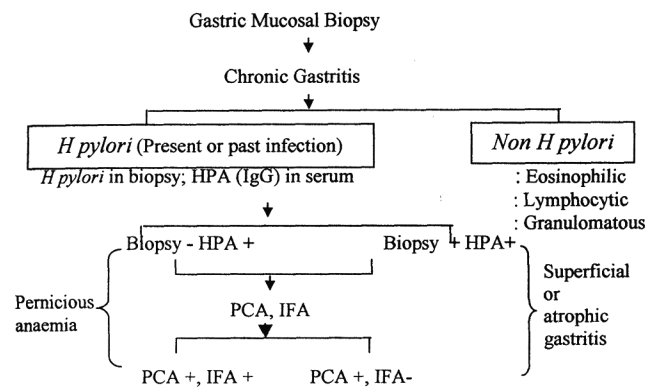 Gastric Mucosal Biopsy
Chronic Gastritis
H pylori (Present or past infection)
Non H pylori
H pylori in biopsy; HPA (IgG) in serum
: Eosinophilic
: Lymphocytic
: Granulomatous
Biopsy - HPA +
Biopsy + HPA+
Pernicious
anaemia
PCA, IFA
Superficial
or
atrophic
gastritis
PCA +, IFA +
PCA +, IFA-